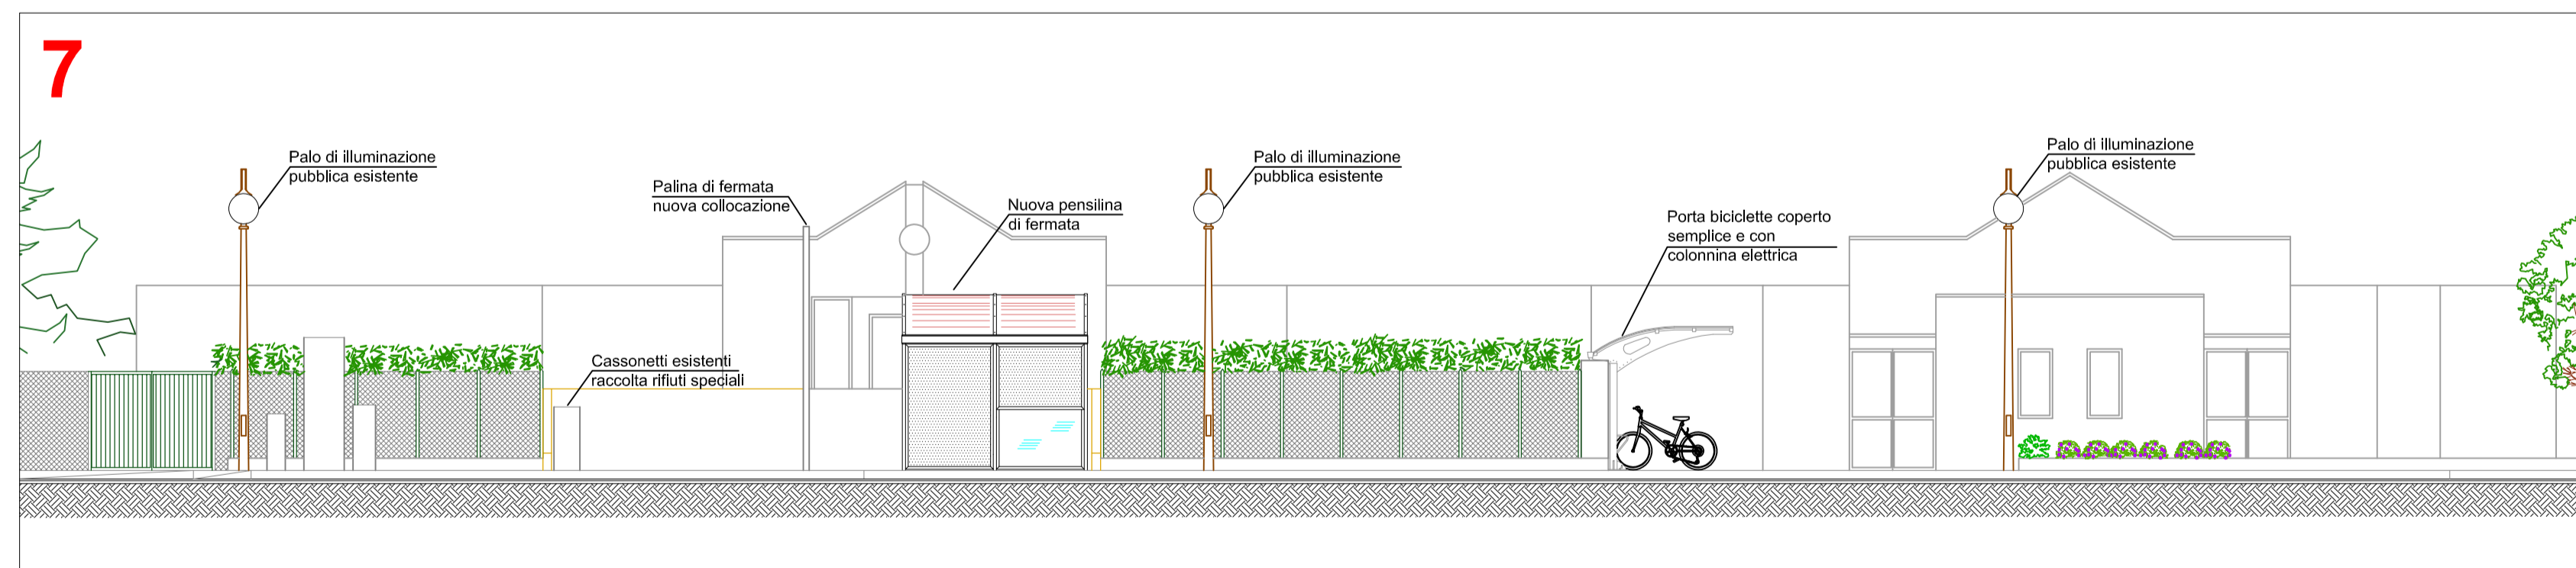 7
Palo di illuminazione
pubblica esistente
Palina di fermata
nuova collocazione
Nuova pensilina
di fermata
Cassonetti esistenti
raccolta rifiuti speciali
Palo di illuminazione
pubblica esistente
Porta biciclette coperto
semplice e con
colonnina elettrica
Palo di illuminazione
pubblica esistente